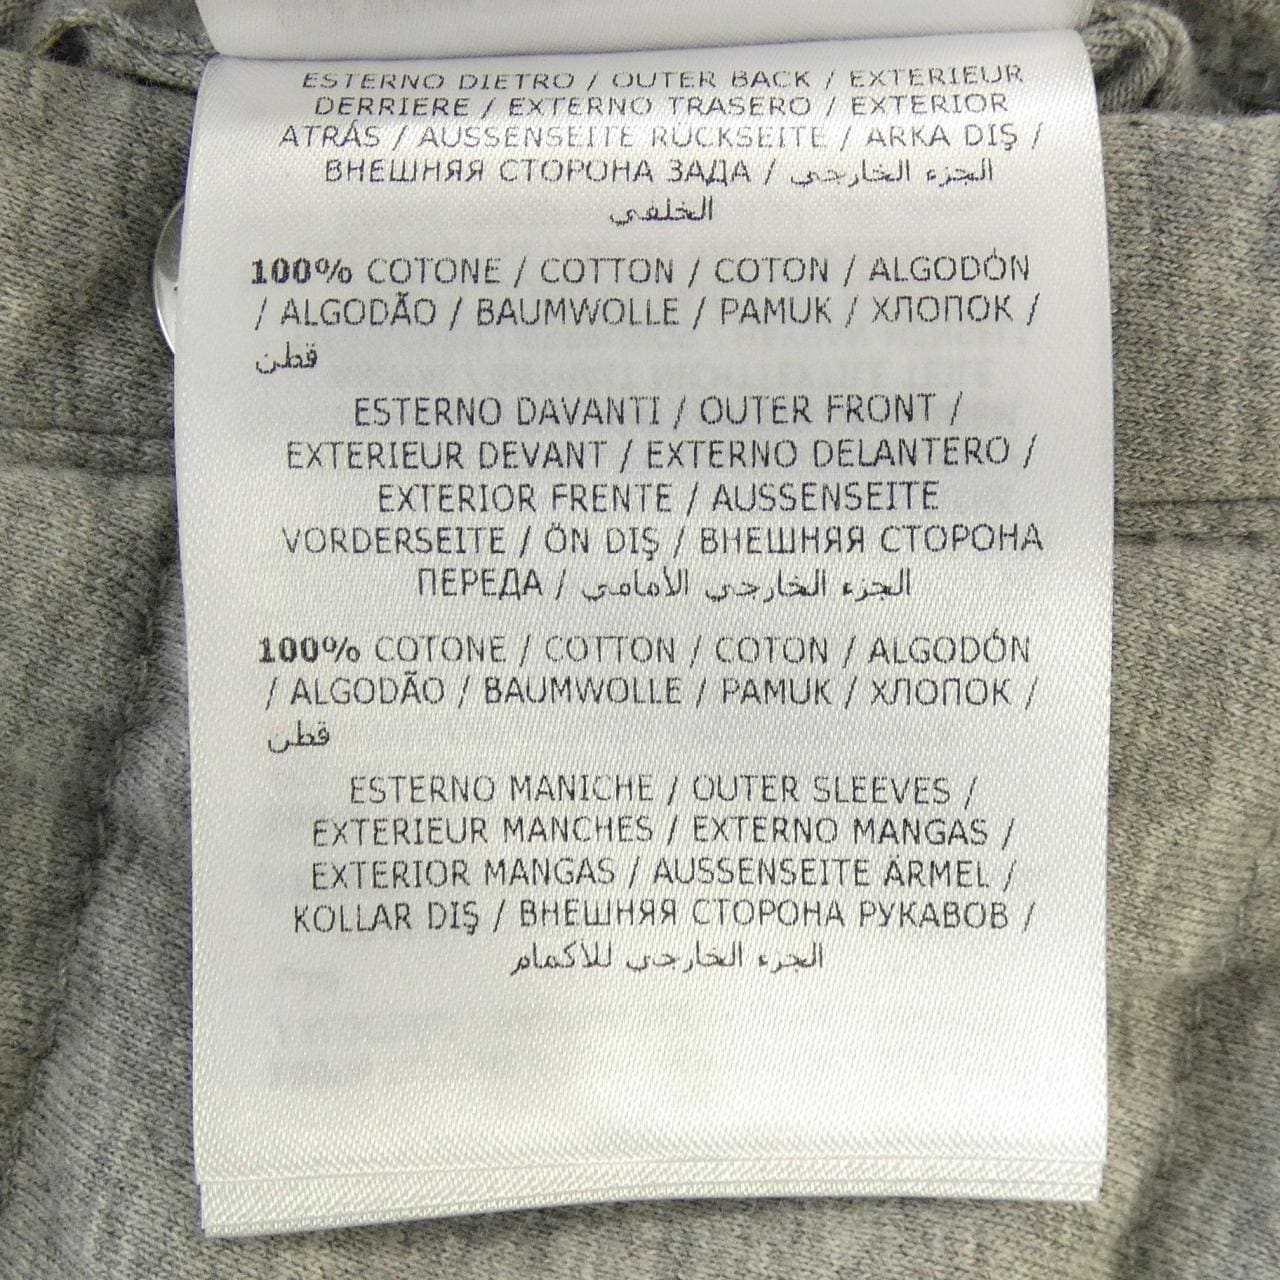 ESTERNO DIETRO / OUTER BACK / EXTERIEUR
DERRIERE / EXTERNO TRASERO / EXTERIOR
ATRÁS / AUSSENSEITE RÜCKSEITE / ARKA DIŞ /
ВНЕШНЯЯ СТОРОНА ЗАДА / الجزء الخارجي
الخلفي
100% COTONE / COTTON / COTON / ALGODÓN
/ ALGODÃO / BAUMWOLLE / PAMUK / ХЛОПОК /
قطن
ESTERNO DAVANTI / OUTER FRONT /
EXTERIEUR DEVANT / EXTERNO DELANTERO /
EXTERIOR FRENTE / AUSSENSEITE
VORDERSEITE / ÖN DIŞ / ВНЕШНЯЯ СТОРОНА
ПЕРЕДА / الجزء الخارجي الأمامي
100% COTONE / COTTON / COTON / ALGODÓN
/ ALGODÃO / BAUMWOLLE / PAMUK / ХЛОПОК /
قطن
ESTERNO MANICHE / OUTER SLEEVES /
EXTERIEUR MANCHES / EXTERNO MANGAS /
EXTERIOR MANGAS / AUSSENSEITE ÄRMEL /
KOLLAR DIŞ / ВНЕШНЯЯ СТОРОНА РУКАВОВ /
الجزء الخارجي للأكمام